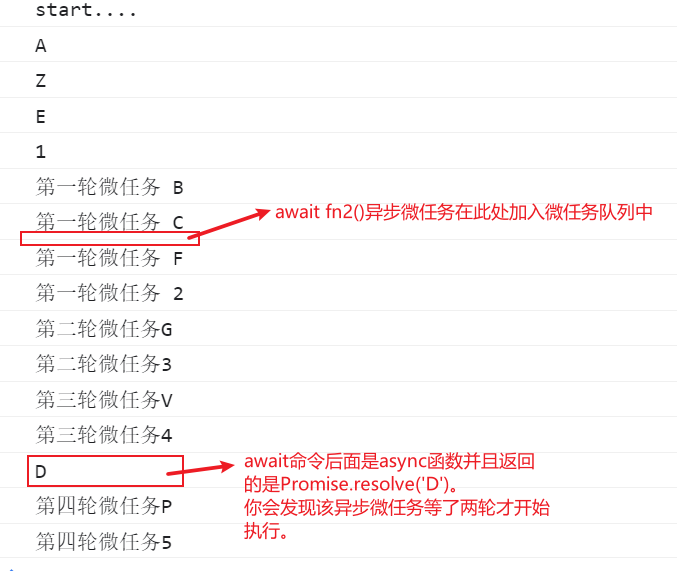 start....
A
Z
E
1
第一轮微任务 B
第一轮微任务 C
await fn2()异步微任务在此处加入微任务队列中
第一轮微任务 F
第一轮微任务 2
第二轮微任务G
第二轮微任务3
第三轮微任务V
第三轮微任务4
D
await命令后面是async函数并且返回
的是Promise.resolve('D')。
你会发现该异步微任务等了两轮才开始
执行。
第四轮微任务P
第四轮微任务5